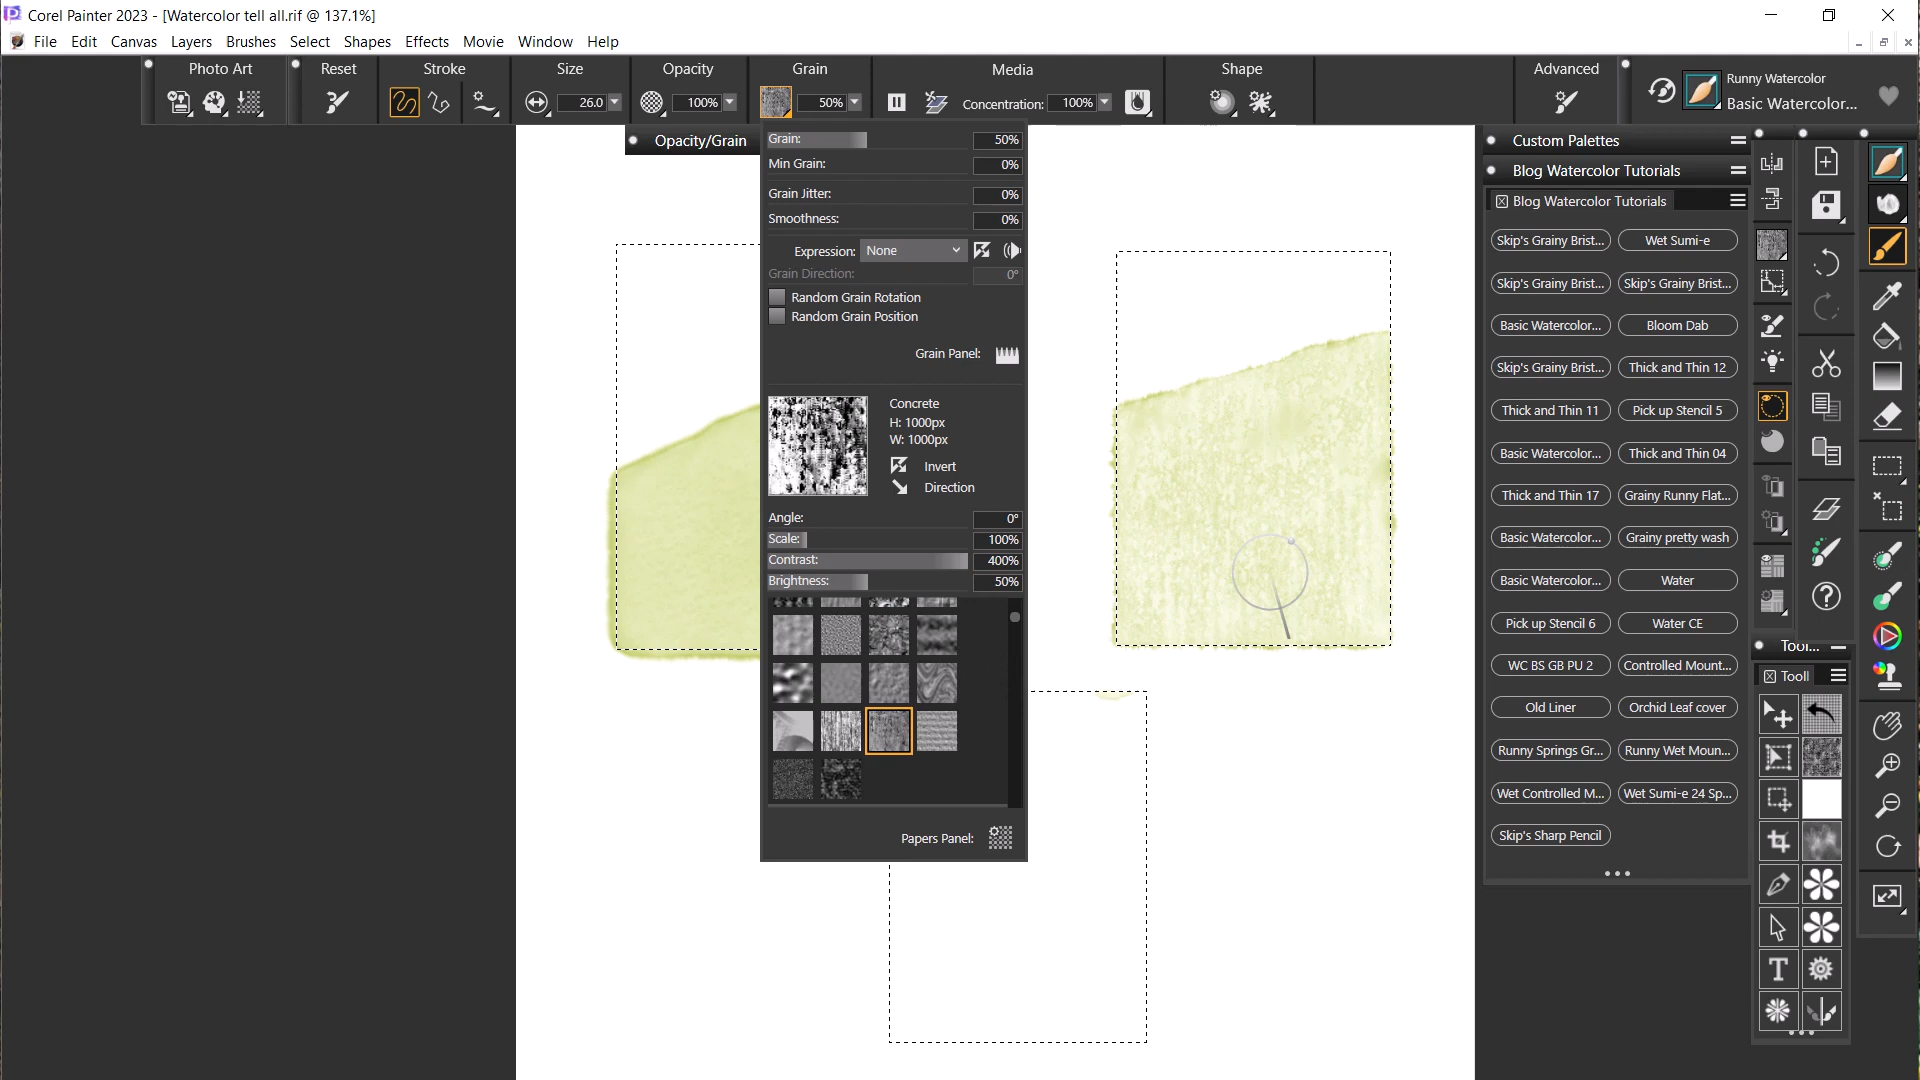 Corel Painter 2023 - [Watercolor tell all.rif @ 137.1%]
File Edit Canvas Layers Brushes Select Shapes Effects Movie Window Help
Photo Art Reset Stroke Size Opacity Grain Media Shape Advanced
26.0 100% 50% Concentration: 100%
Runny Watercolor
Basic Watercolor...
Opacity/Grain
Grain: 50%
Min Grain: 0%
Grain Jitter: 0%
Smoothness: 0%
Expression: None
Grain Direction: 0°
Random Grain Rotation
Random Grain Position
Grain Panel:
Concrete
H: 1000px
W: 1000px
Invert
Direction
Angle: 0°
Scale: 100%
Contrast: 400%
Brightness: 50%
Papers Panel:
Custom Palettes
Blog Watercolor Tutorials
Blog Watercolor Tutorials
Skip's Grainy Brist... Wet Sumi-e
Skip's Grainy Brist... Skip's Grainy Brist...
Basic Watercolor... Bloom Dab
Skip's Grainy Brist... Thick and Thin 12
Thick and Thin 11 Pick up Stencil 5
Basic Watercolor... Thick and Thin 04
Thick and Thin 17 Grainy Runny Flat...
Basic Watercolor... Grainy pretty wash
Basic Watercolor... Water
Pick up Stencil 6 Water CE
WC BS GB PU 2 Controlled Mount...
Old Liner Orchid Leaf cover
Runny Springs Gr... Runny Wet Moun...
Wet Controlled M... Wet Sumi-e 24 Sp...
Skip's Sharp Pencil
Tool...
Tooll